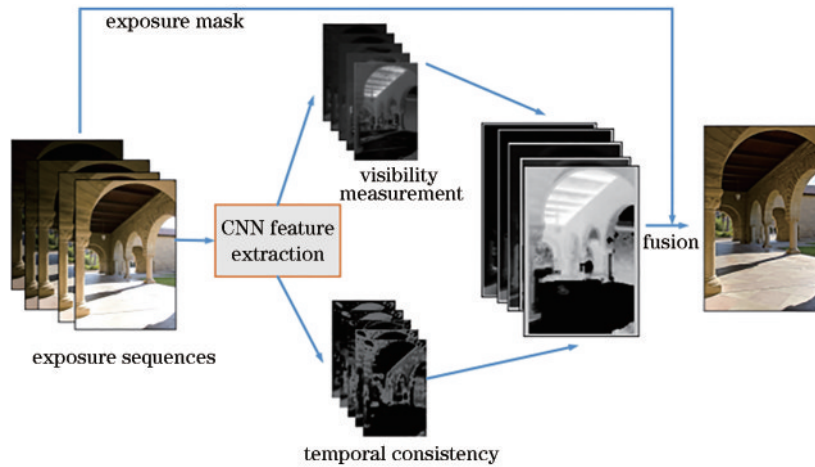 exposure mask
visibility
measurement
CNN feature
extraction
fusion
exposure sequences
temporal consistency